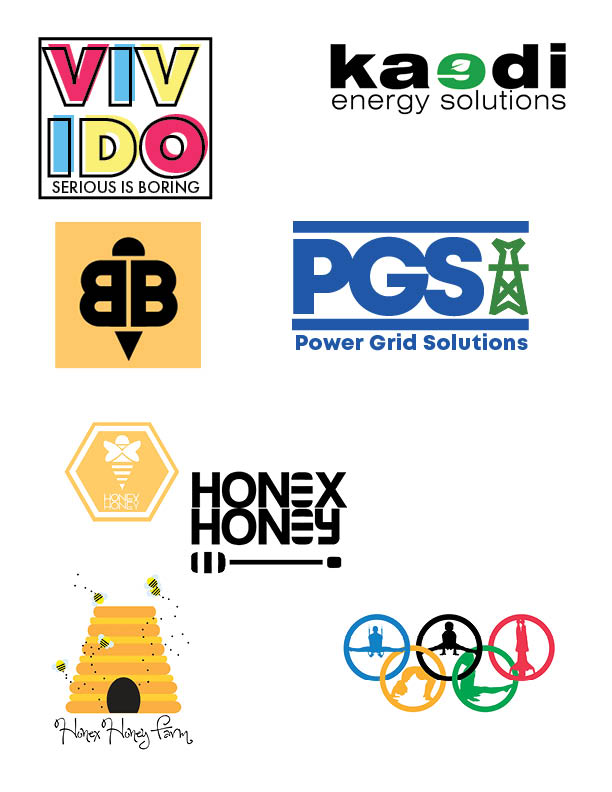 VIV
IDO
SERIOUS IS BORING
kaedi
energy solutions
BB
PGS
Power Grid Solutions
HONEX
HONEY
HONEX
HONEY
Honex Honey Farm